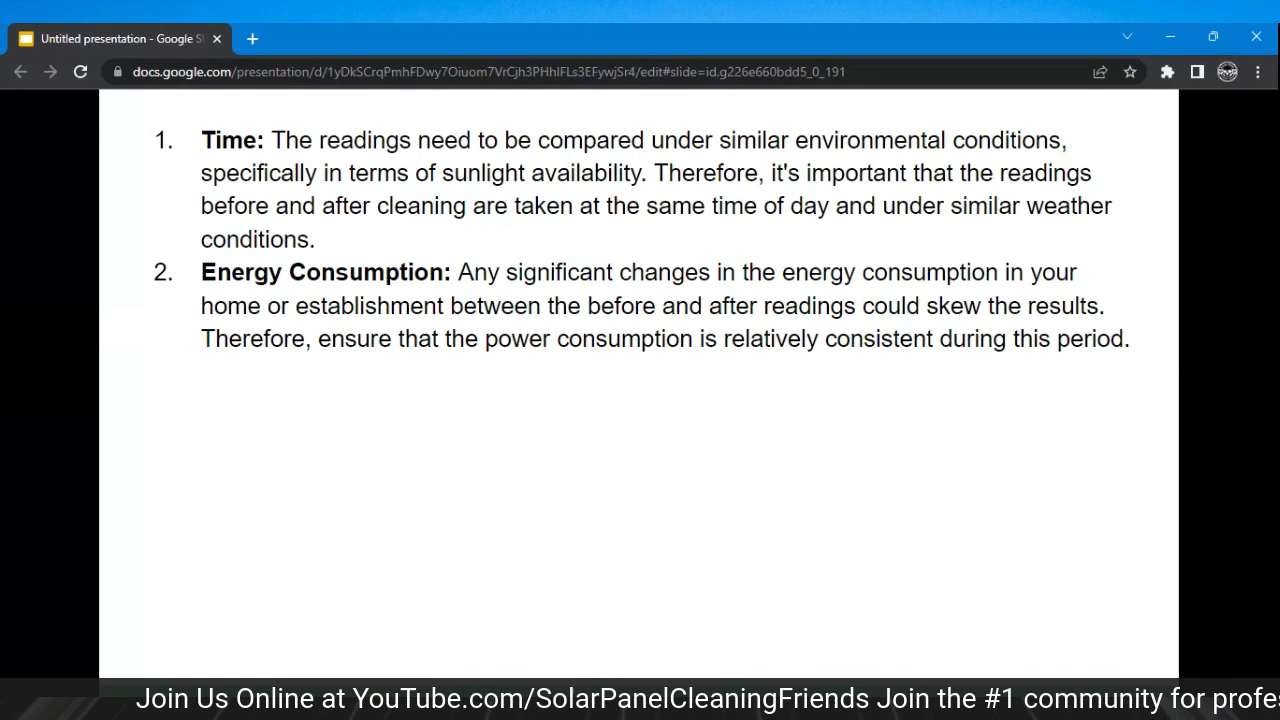 Untitled presentation - Google Sl
docs.google.com/presentation/d/1yDkSCrqPmhFDwy7Oiuom7VrCjh3PHhlFLs3EFywjSr4/edit#slide=id.g226e660bdd5_0_191
1. Time: The readings need to be compared under similar environmental conditions,
specifically in terms of sunlight availability. Therefore, it's important that the readings
before and after cleaning are taken at the same time of day and under similar weather
conditions.
2. Energy Consumption: Any significant changes in the energy consumption in your
home or establishment between the before and after readings could skew the results.
Therefore, ensure that the power consumption is relatively consistent during this period.
Join Us Online at YouTube.com/SolarPanelCleaningFriends Join the #1 community for profes